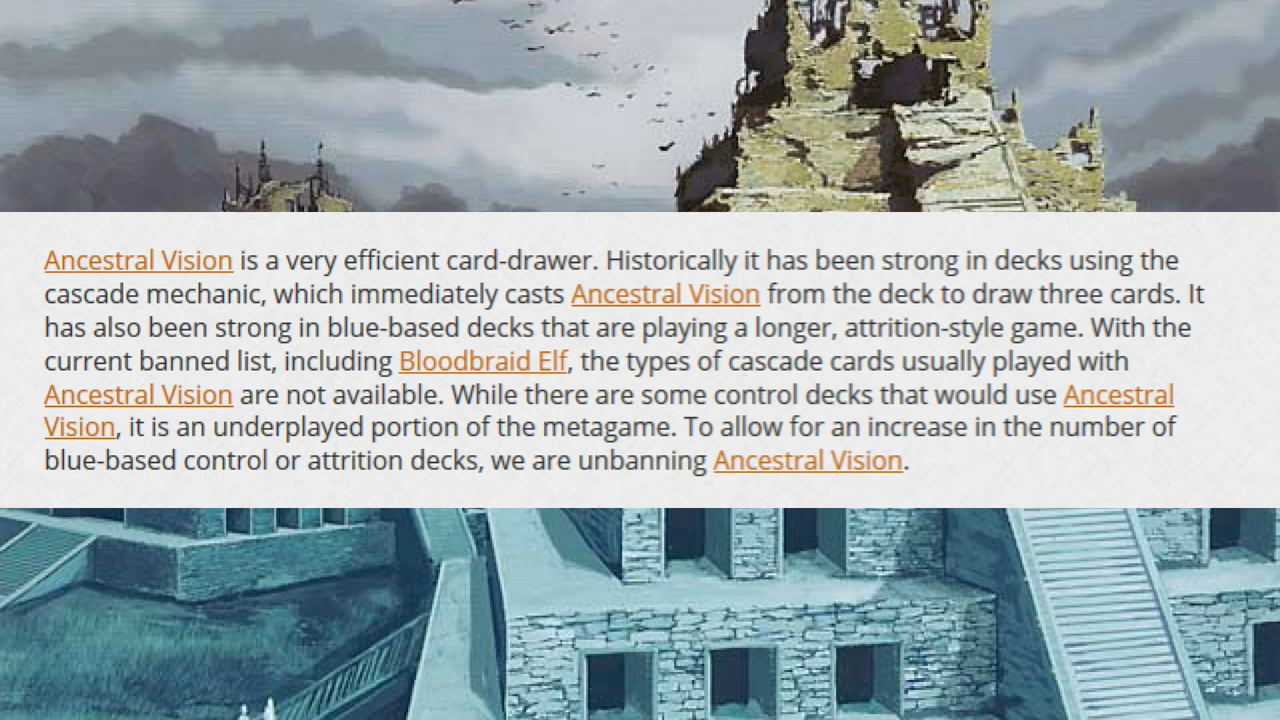 Ancestral Vision is a very efficient card-drawer. Historically it has been strong in decks using the
cascade mechanic, which immediately casts Ancestral Vision from the deck to draw three cards. It
has also been strong in blue-based decks that are playing a longer, attrition-style game. With the
current banned list, including Bloodbraid Elf, the types of cascade cards usually played with
Ancestral Vision are not available. While there are some control decks that would use Ancestral
Vision, it is an underplayed portion of the metagame. To allow for an increase in the number of
blue-based control or attrition decks, we are unbanning Ancestral Vision.